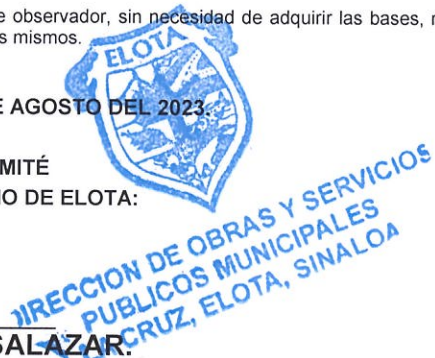 e observador, sin necesidad de adquirir las bases,
s mismos.
ELOTA
E AGOSTO DEL 2023.
MITÉ
IO DE ELOTA:
DIRECCION DE OBRAS Y SERVICIOS
PUBLICOS MUNICIPALES
CRUZ, ELOTA, SINALOA
SALAZAR.